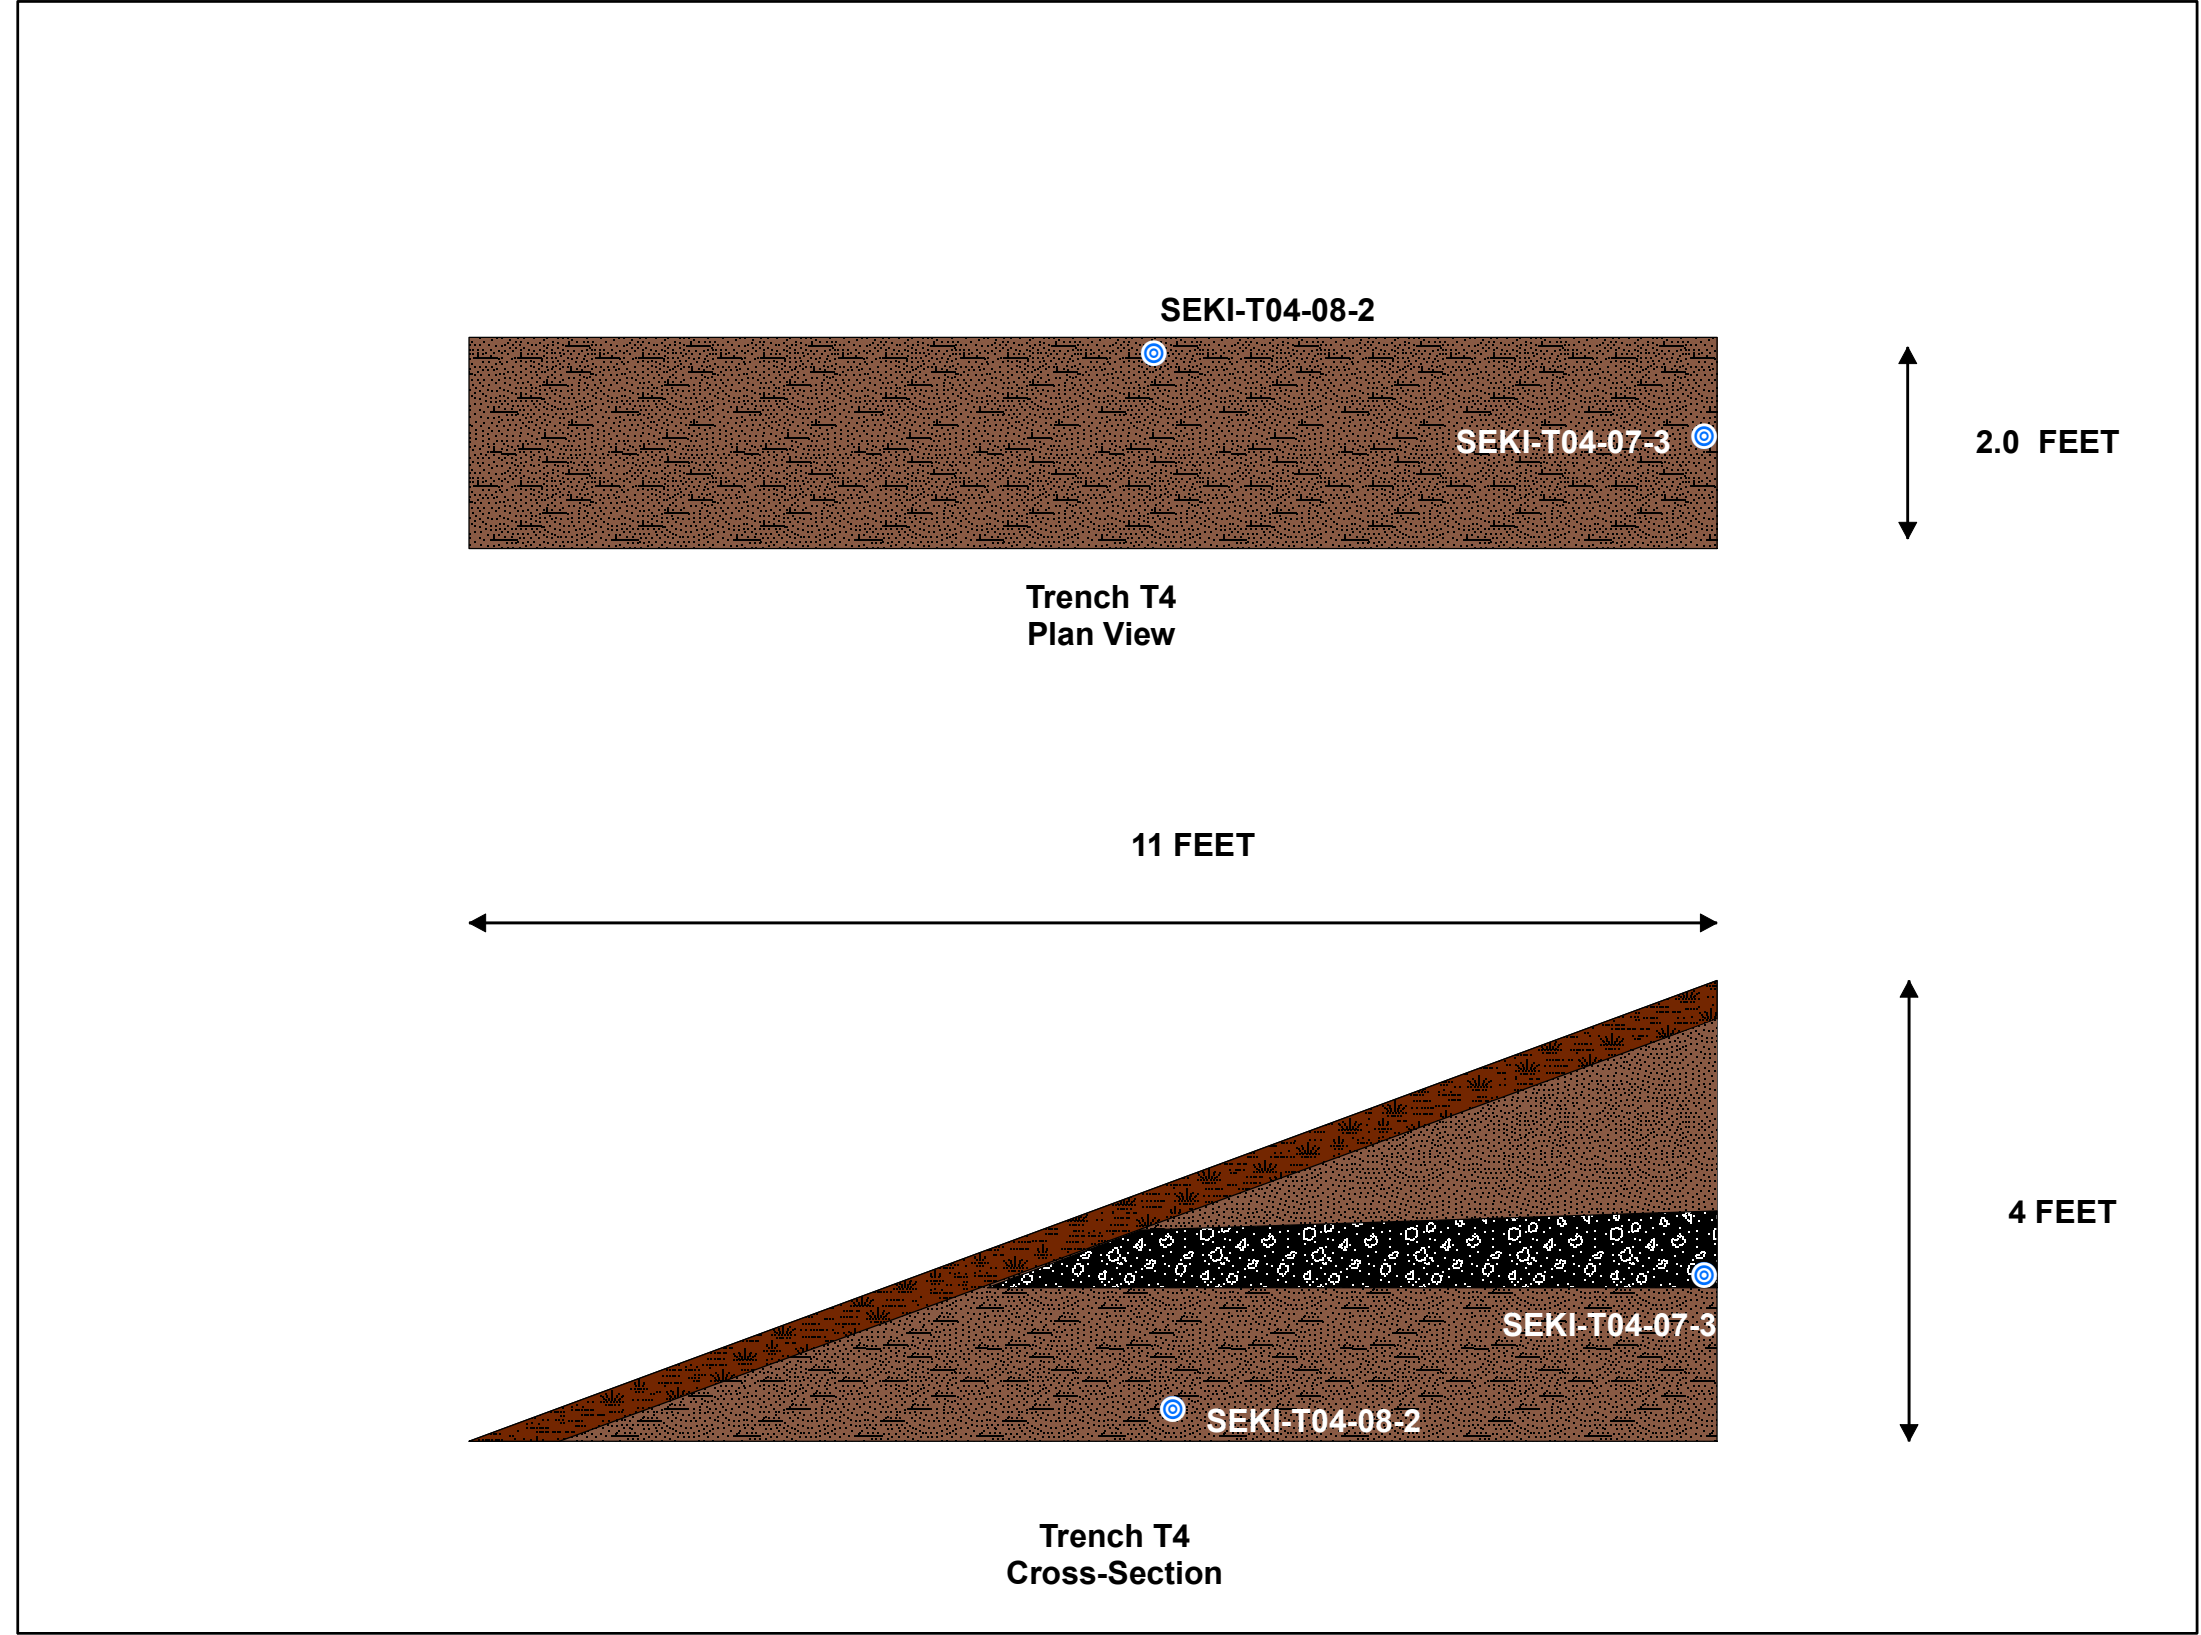 SEKI-T04-08-2
SEKI-T04-07-3
2.0 FEET
Trench T4
Plan View
11 FEET
4 FEET
SEKI-T04-07-3
SEKI-T04-08-2
Trench T4
Cross-Section